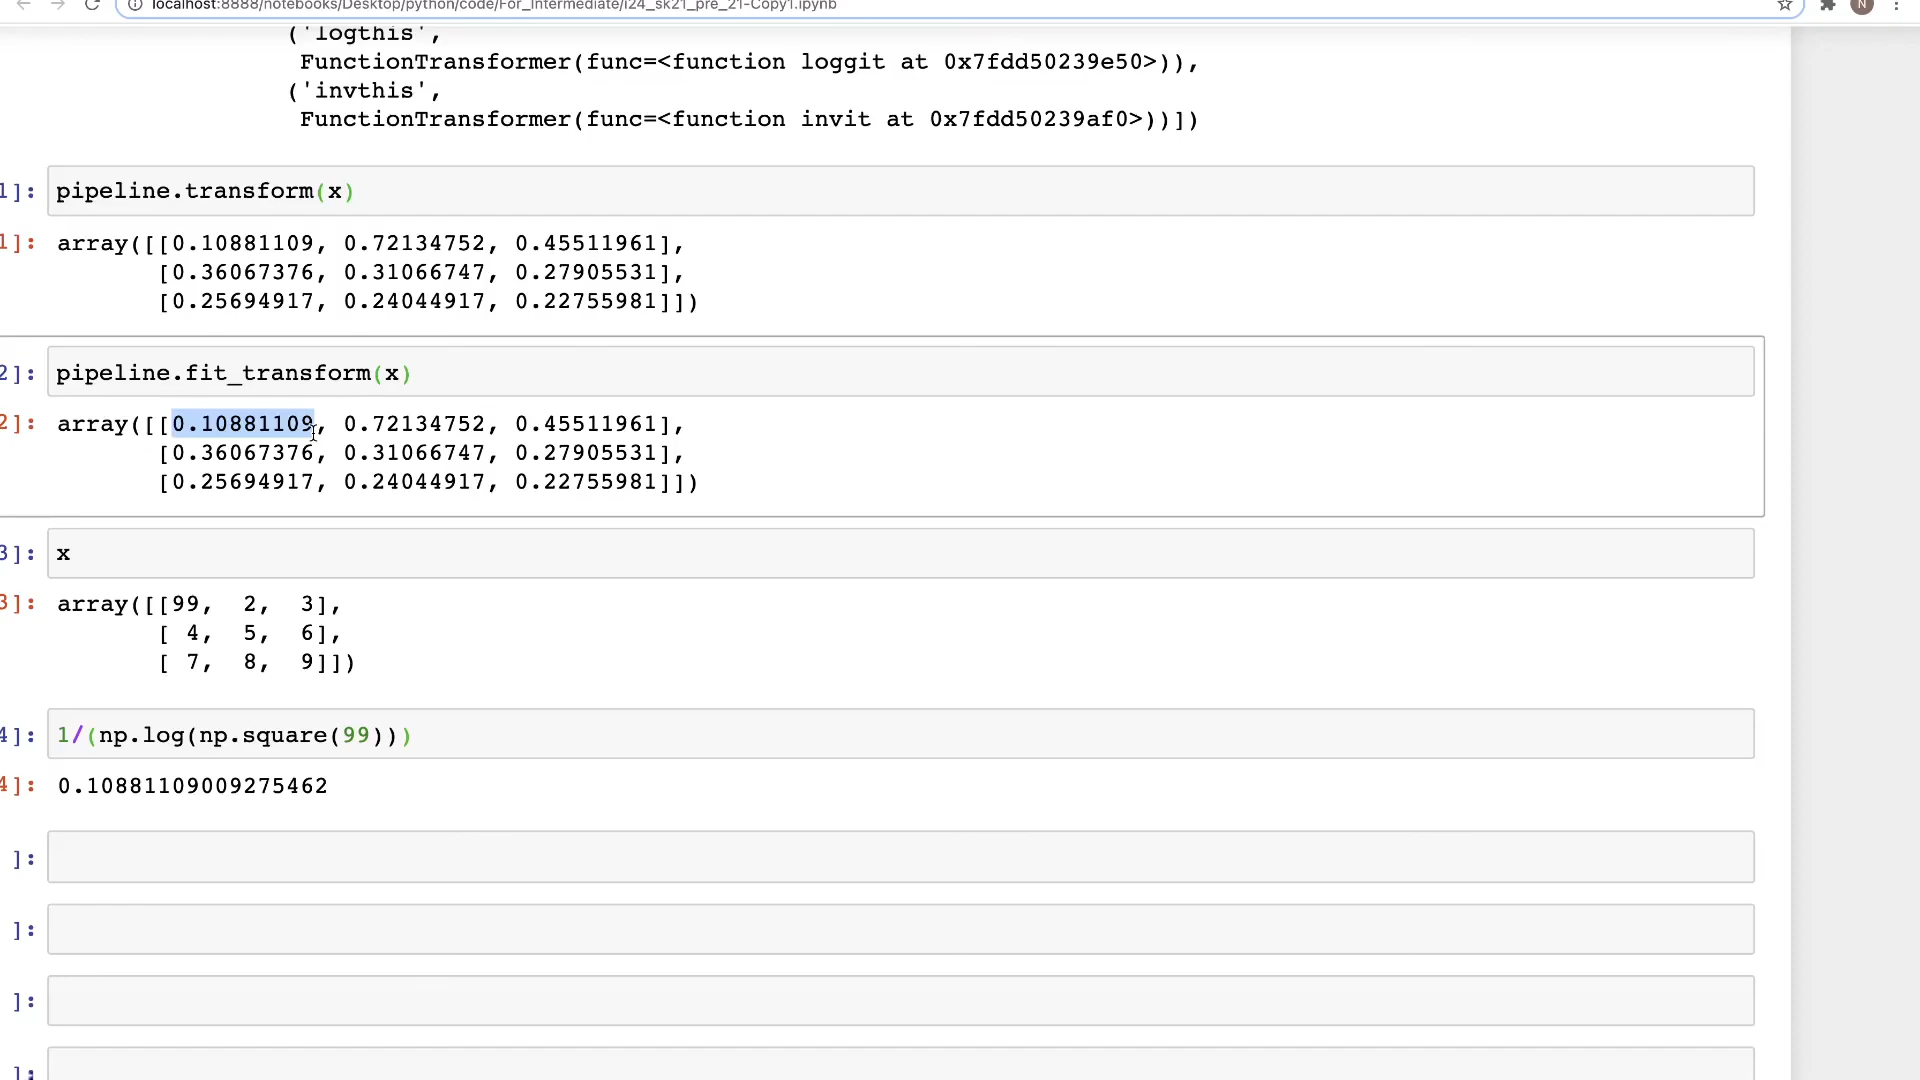 localhost:8888/notebooks/Desktop/python/code/For_Intermediate/i24_sk21_pre_21-Copy1.ipynb
N
('logthis',
FunctionTransformer(func=<function loggit at 0x7fdd50239e50>)),
('invthis',
FunctionTransformer(func=<function invit at 0x7fdd50239af0>))])
1]: pipeline.transform(x)
1]: array([[0.10881109, 0.72134752, 0.45511961],
[0.36067376, 0.31066747, 0.27905531],
[0.25694917, 0.24044917, 0.22755981]])
2]: pipeline.fit_transform(x)
2]: array([[0.10881109, 0.72134752, 0.45511961],
[0.36067376, 0.31066747, 0.27905531],
[0.25694917, 0.24044917, 0.22755981]])
3]: x
3]: array([[99, 2, 3],
[ 4, 5, 6],
[ 7, 8, 9]])
4]: 1/(np.log(np.square(99)))
4]: 0.10881109009275462
]:
]:
]:
]: